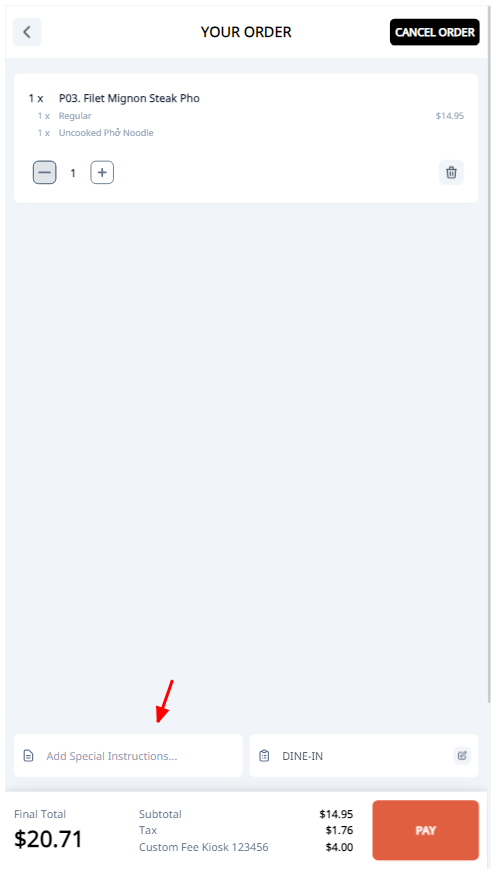 YOUR ORDER
CANCEL ORDER
1 x P03. Filet Mignon Steak Pho
1 x Regular $14.95
1 x Uncooked Phở Noodle
1
Add Special Instructions...
DINE-IN
Final Total
$20.71
Subtotal $14.95
Tax $1.76
Custom Fee Kiosk 123456 $4.00
PAY